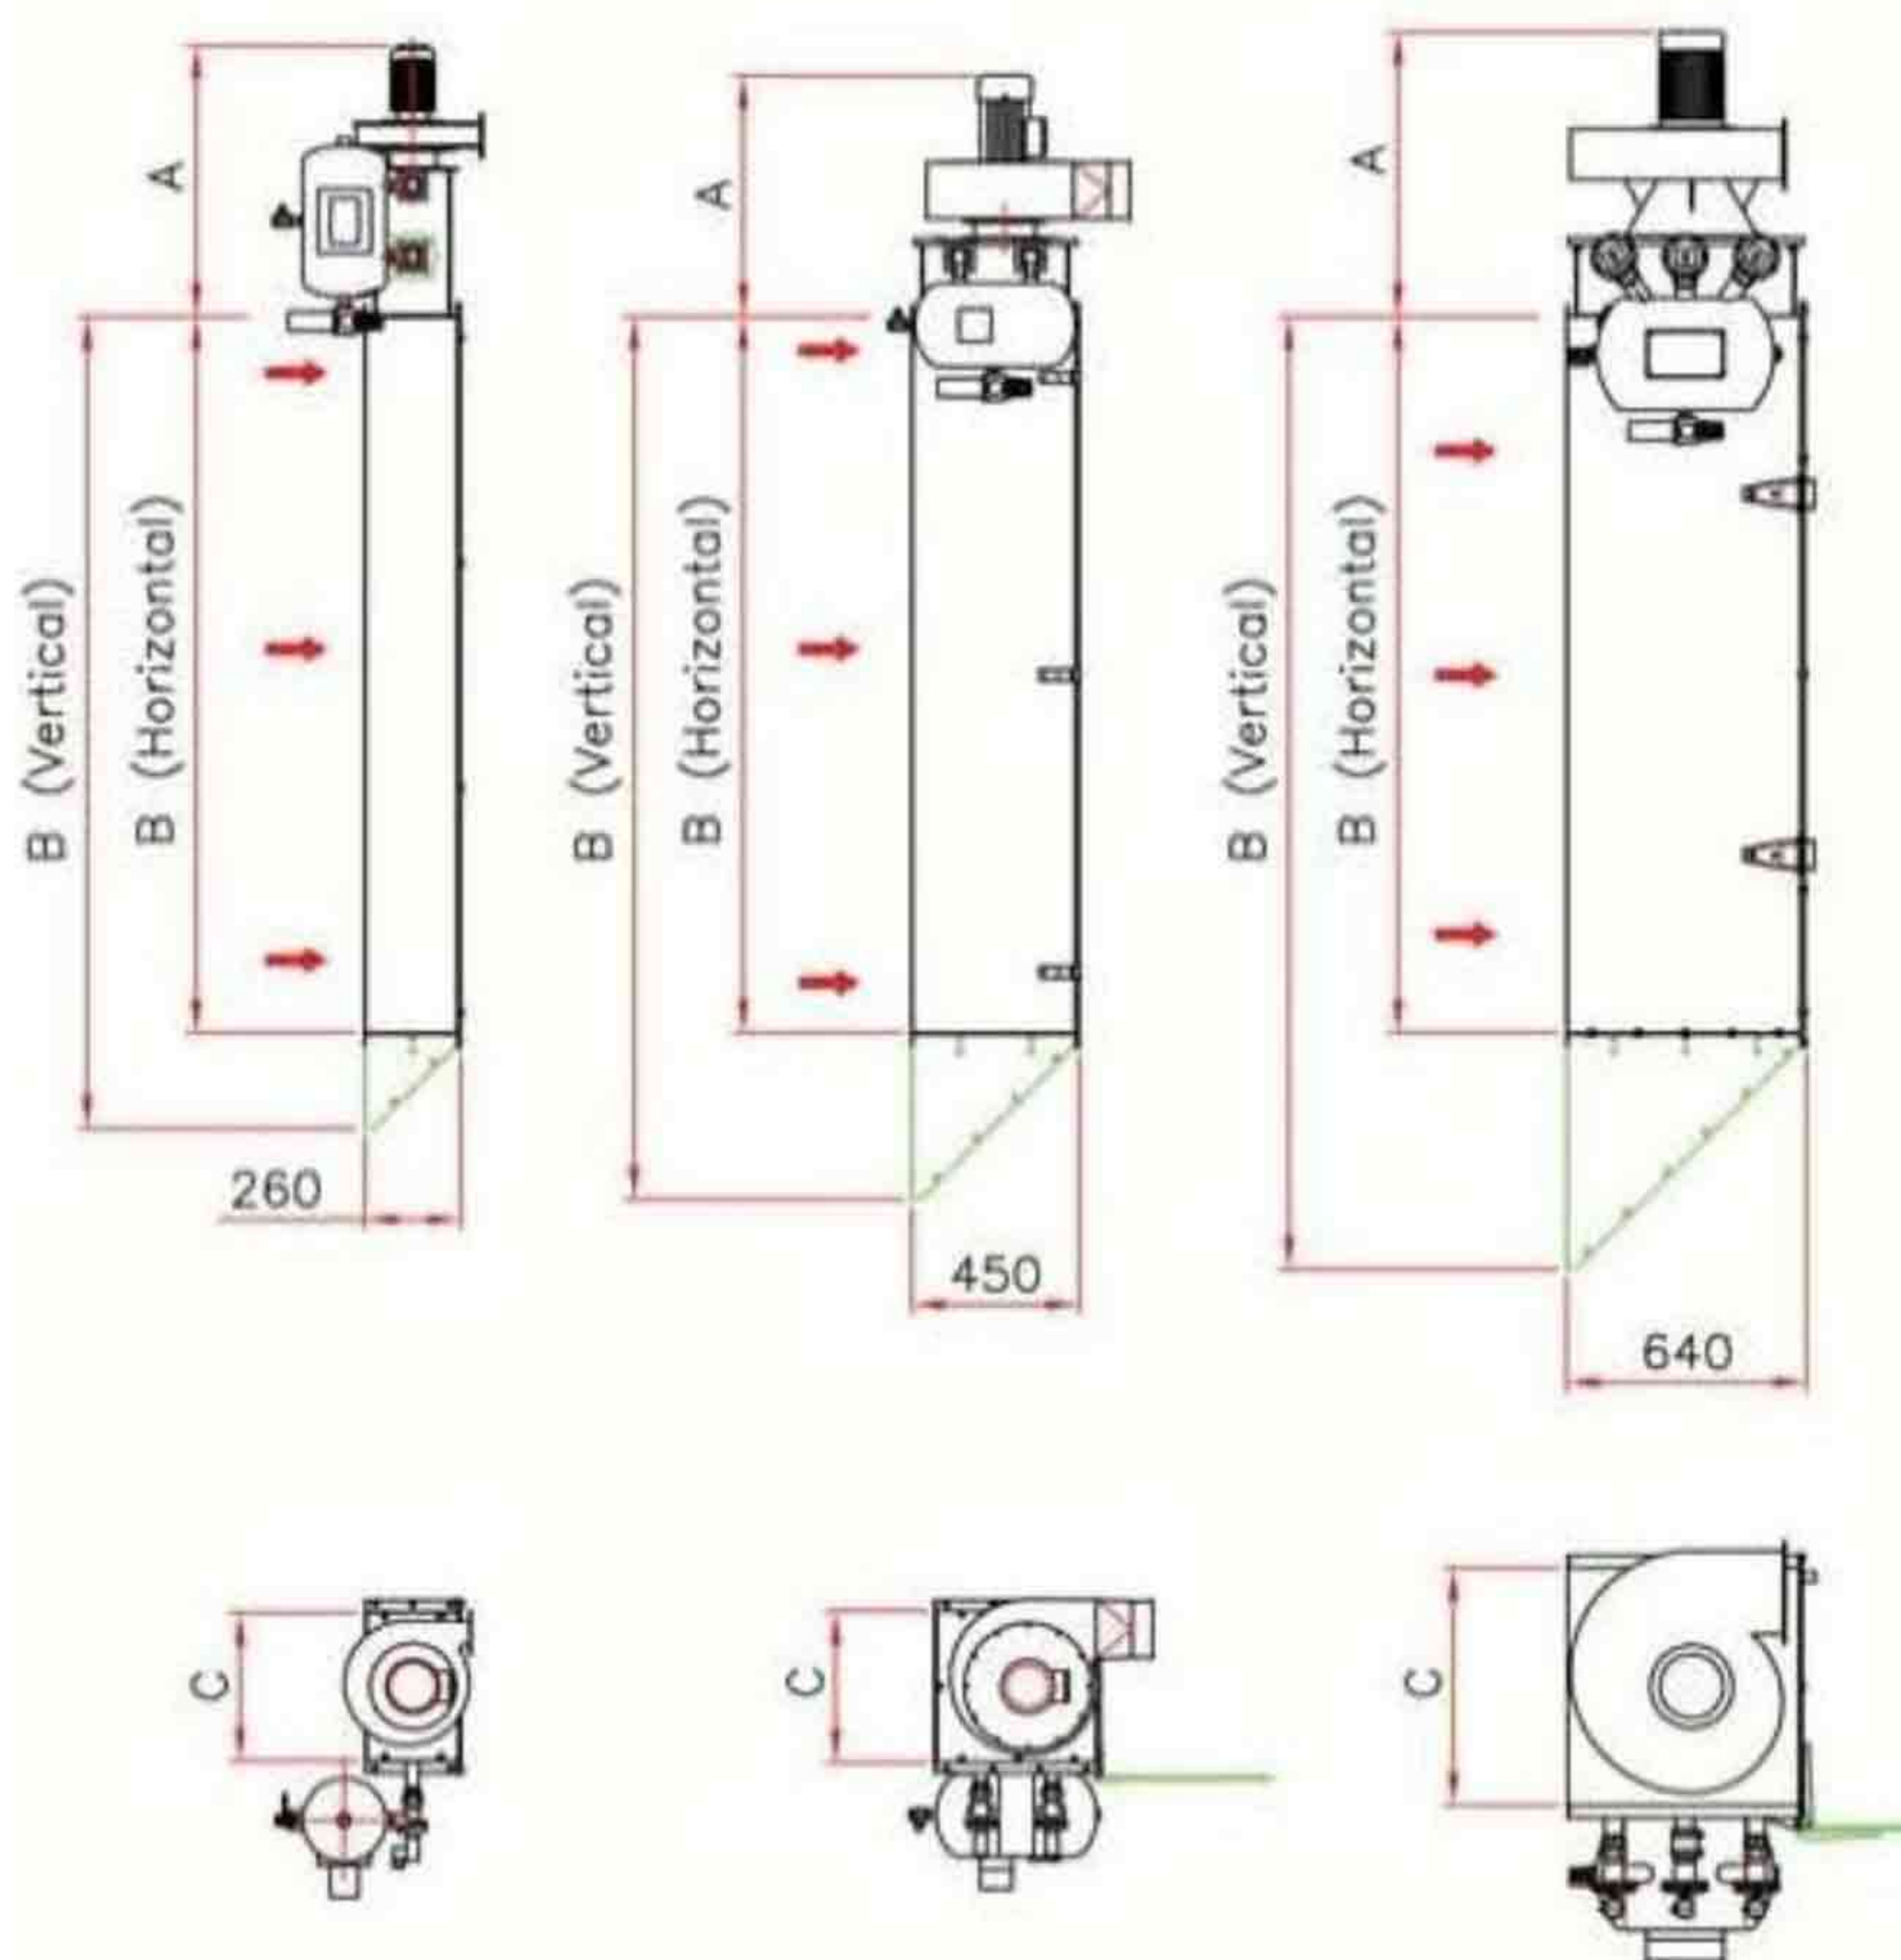 A
B (Vertical)
B (Horizontal)
260
A
B (Vertical)
B (Horizontal)
450
A
B (Vertical)
B (Horizontal)
640
C
C
C